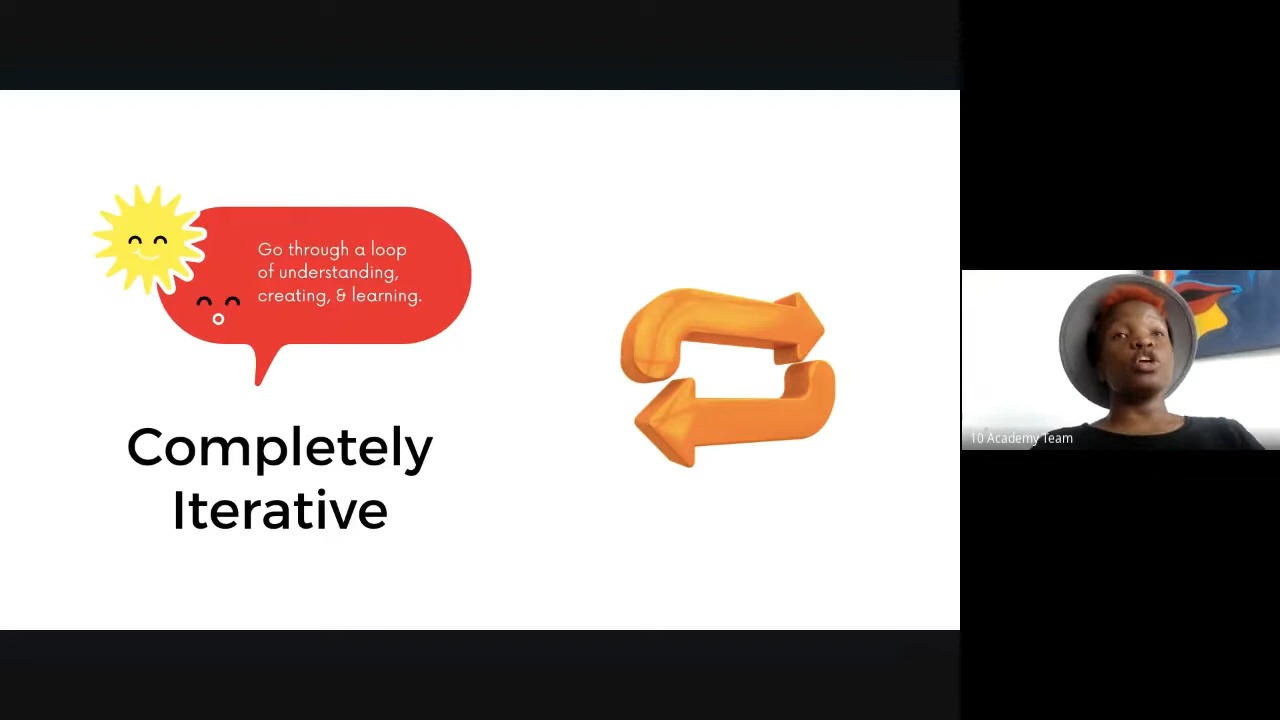 Go through a loop
of understanding,
creating, & learning.
Completely
Iterative
10 Academy Team